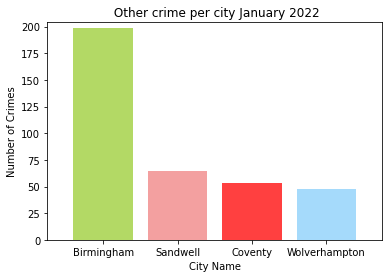 Other crime per city January 2022
Number of Crimes
200
175
150
125
100
75
50
25
0
Birmingham Sandwell Coventy Wolverhampton
City Name